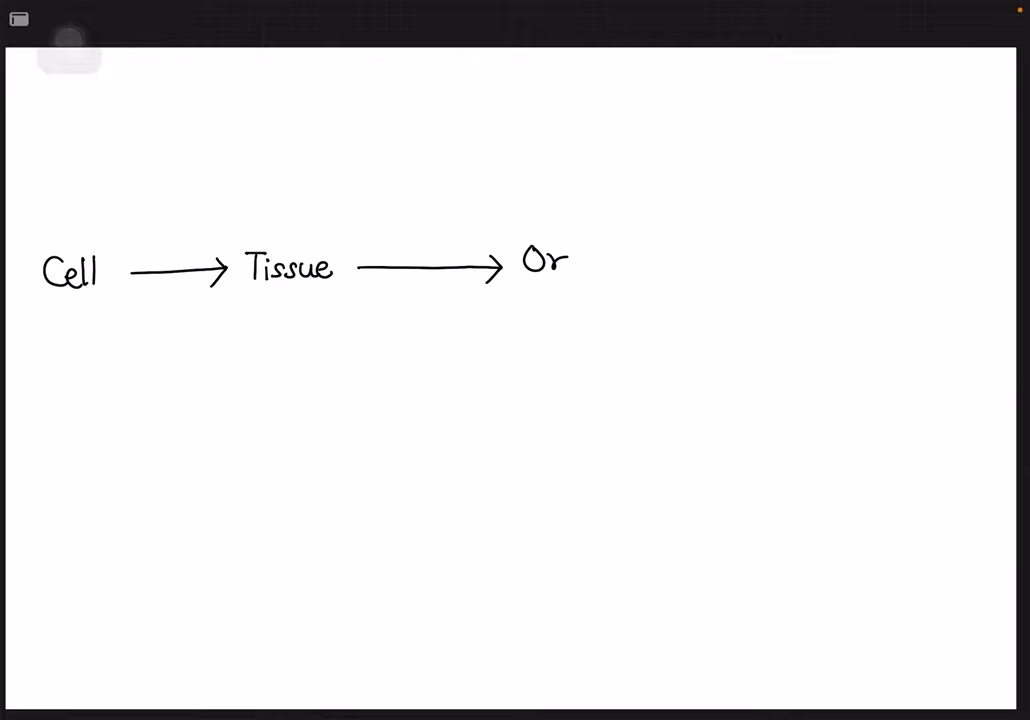 Cell → Tissue → Or